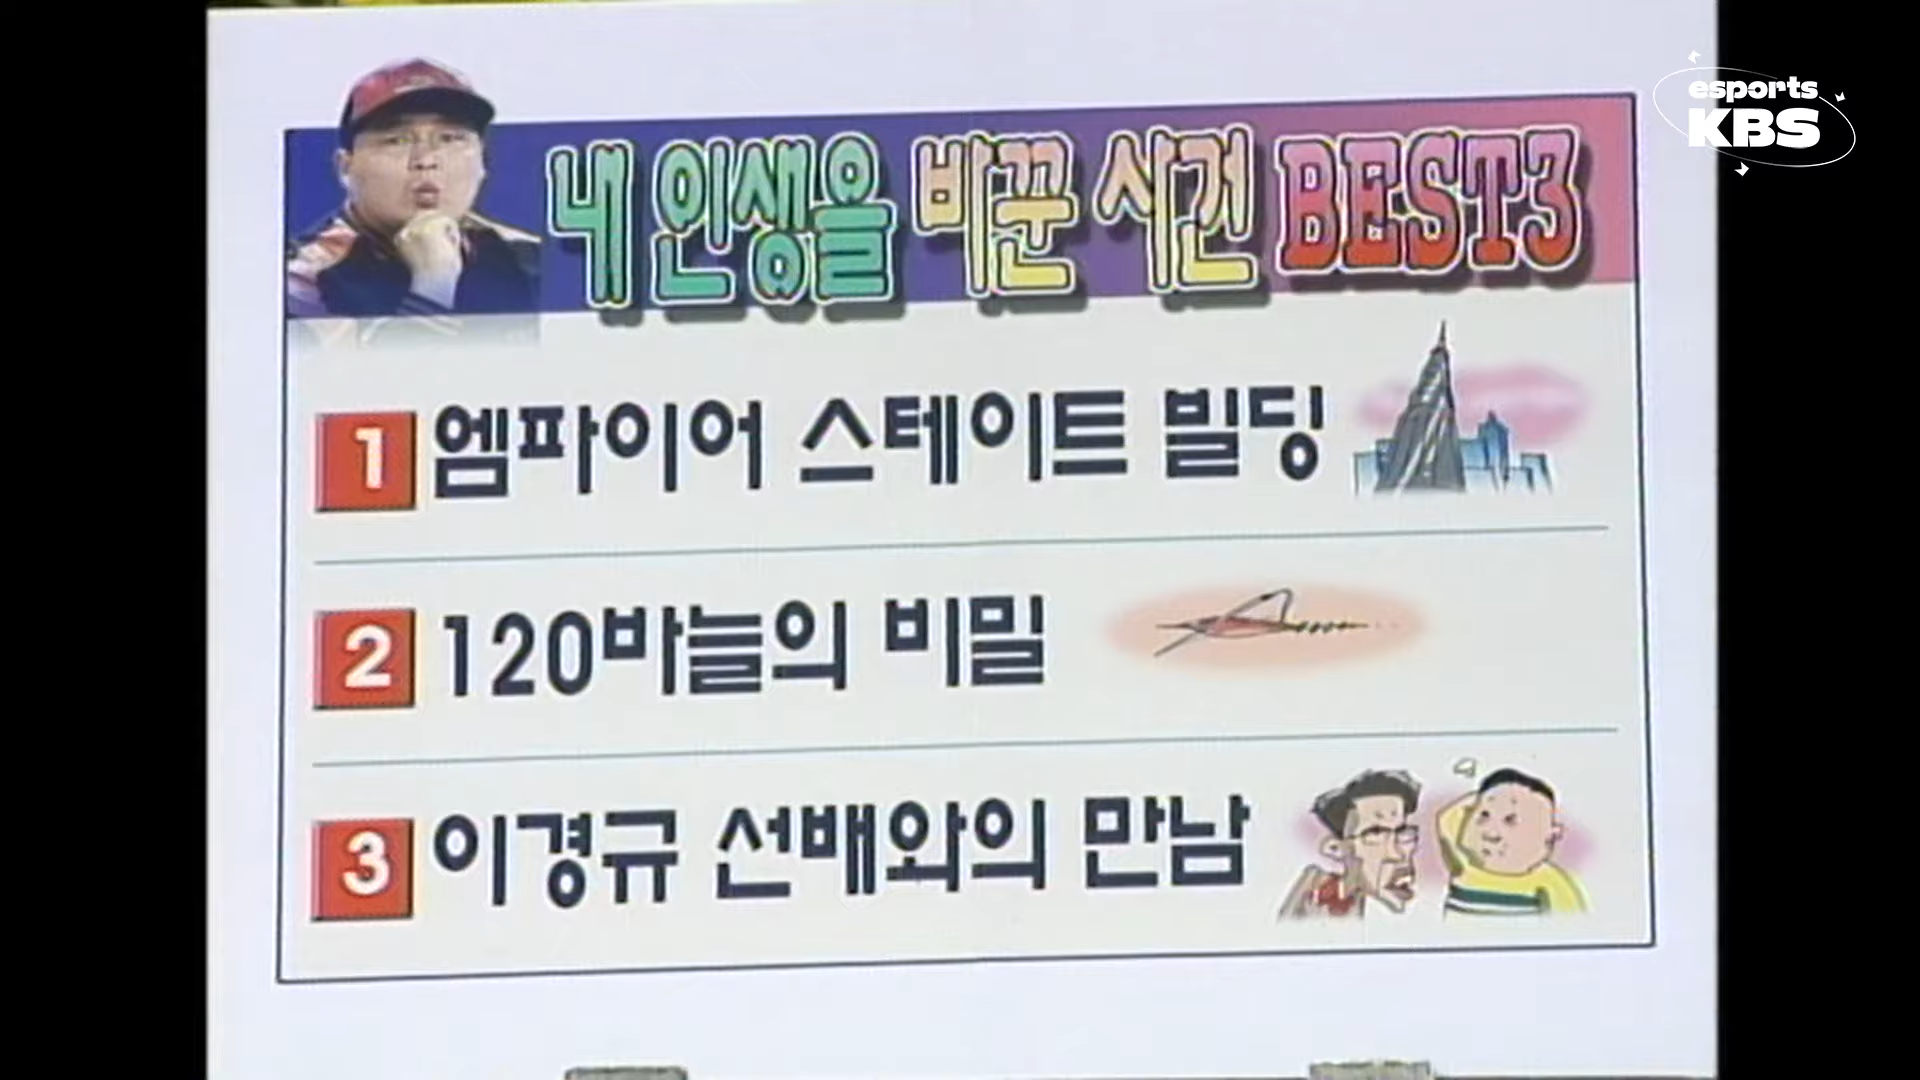 esports
KBS
내 인생을 바꾼 사건 BEST3
1 엠파이어 스테이트 빌딩
2 120바늘의 비밀
3 이경규 선배와의 만남